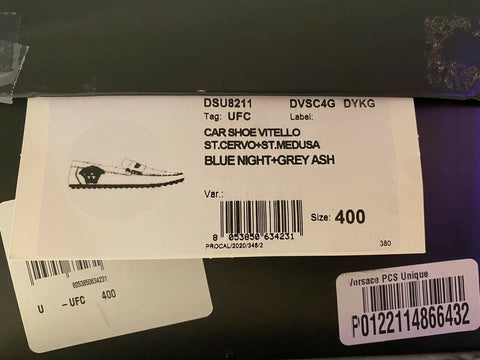 DSU8211 DVSC4G DYKG
Tag: UFC Label:
CAR SHOE VITELLO
ST.CERVO+ST.MEDUSA
BLUE NIGHT+GREY ASH
Var.:
Size: 400
8 053850 634231
PROCAL/2020/348/2 380
8053850634231
U -UFC 400
Versace PCS Unique
P0122114866432